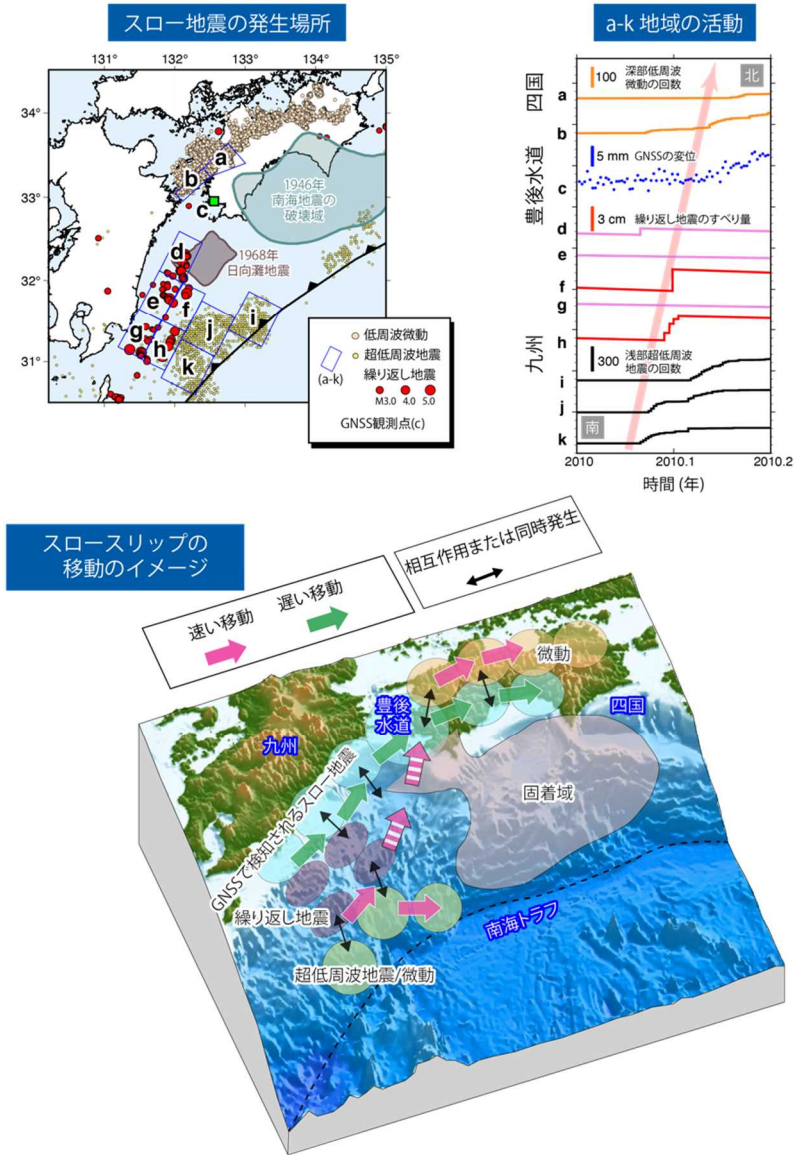 スロー地震の発生場所
131°
132°
133°
134°
135°
34°
33°
32°
31°
a
b
c
d
e
f
g
h
i
j
k
1946年
南海地震の
破壊域
1968年
日向灘地震
低周波微動
超低周波地震
(a-k)
繰り返し地震
M3.0 4.0 5.0
GNSS観測点(c)
a-k 地域の活動
四国
豊後水道
九州
北
100 深部低周波
微動の回数
a
b
5 mm GNSSの変位
c
3 cm 繰り返し地震のすべり量
d
e
f
g
h
300 浅部超低周波
地震の回数
i
j
k
南
2010 2010.1 2010.2
時間 (年)
スロースリップの
移動のイメージ
速い移動
遅い移動
相互作用または同時発生
微動
豊後
水道
四国
九州
GNSSで検知されるスロー地震
固着域
繰り返し地震
南海トラフ
超低周波地震/微動